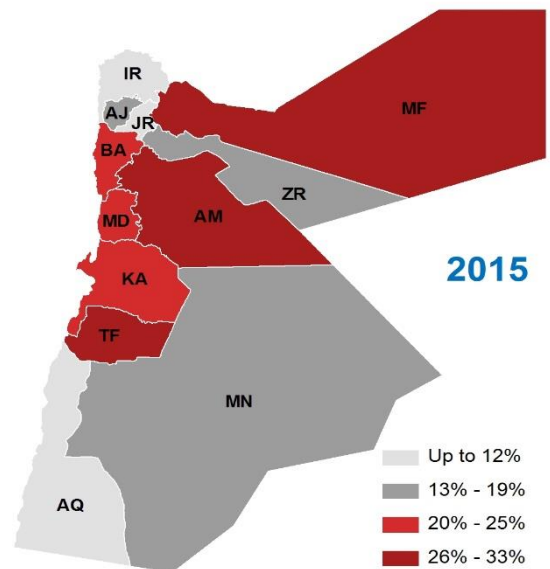 IR
AJ
JR
MF
BA
ZR
MD
AM
2015
KA
TF
MN
AQ
Up to 12%
13% - 19%
20% - 25%
26% - 33%